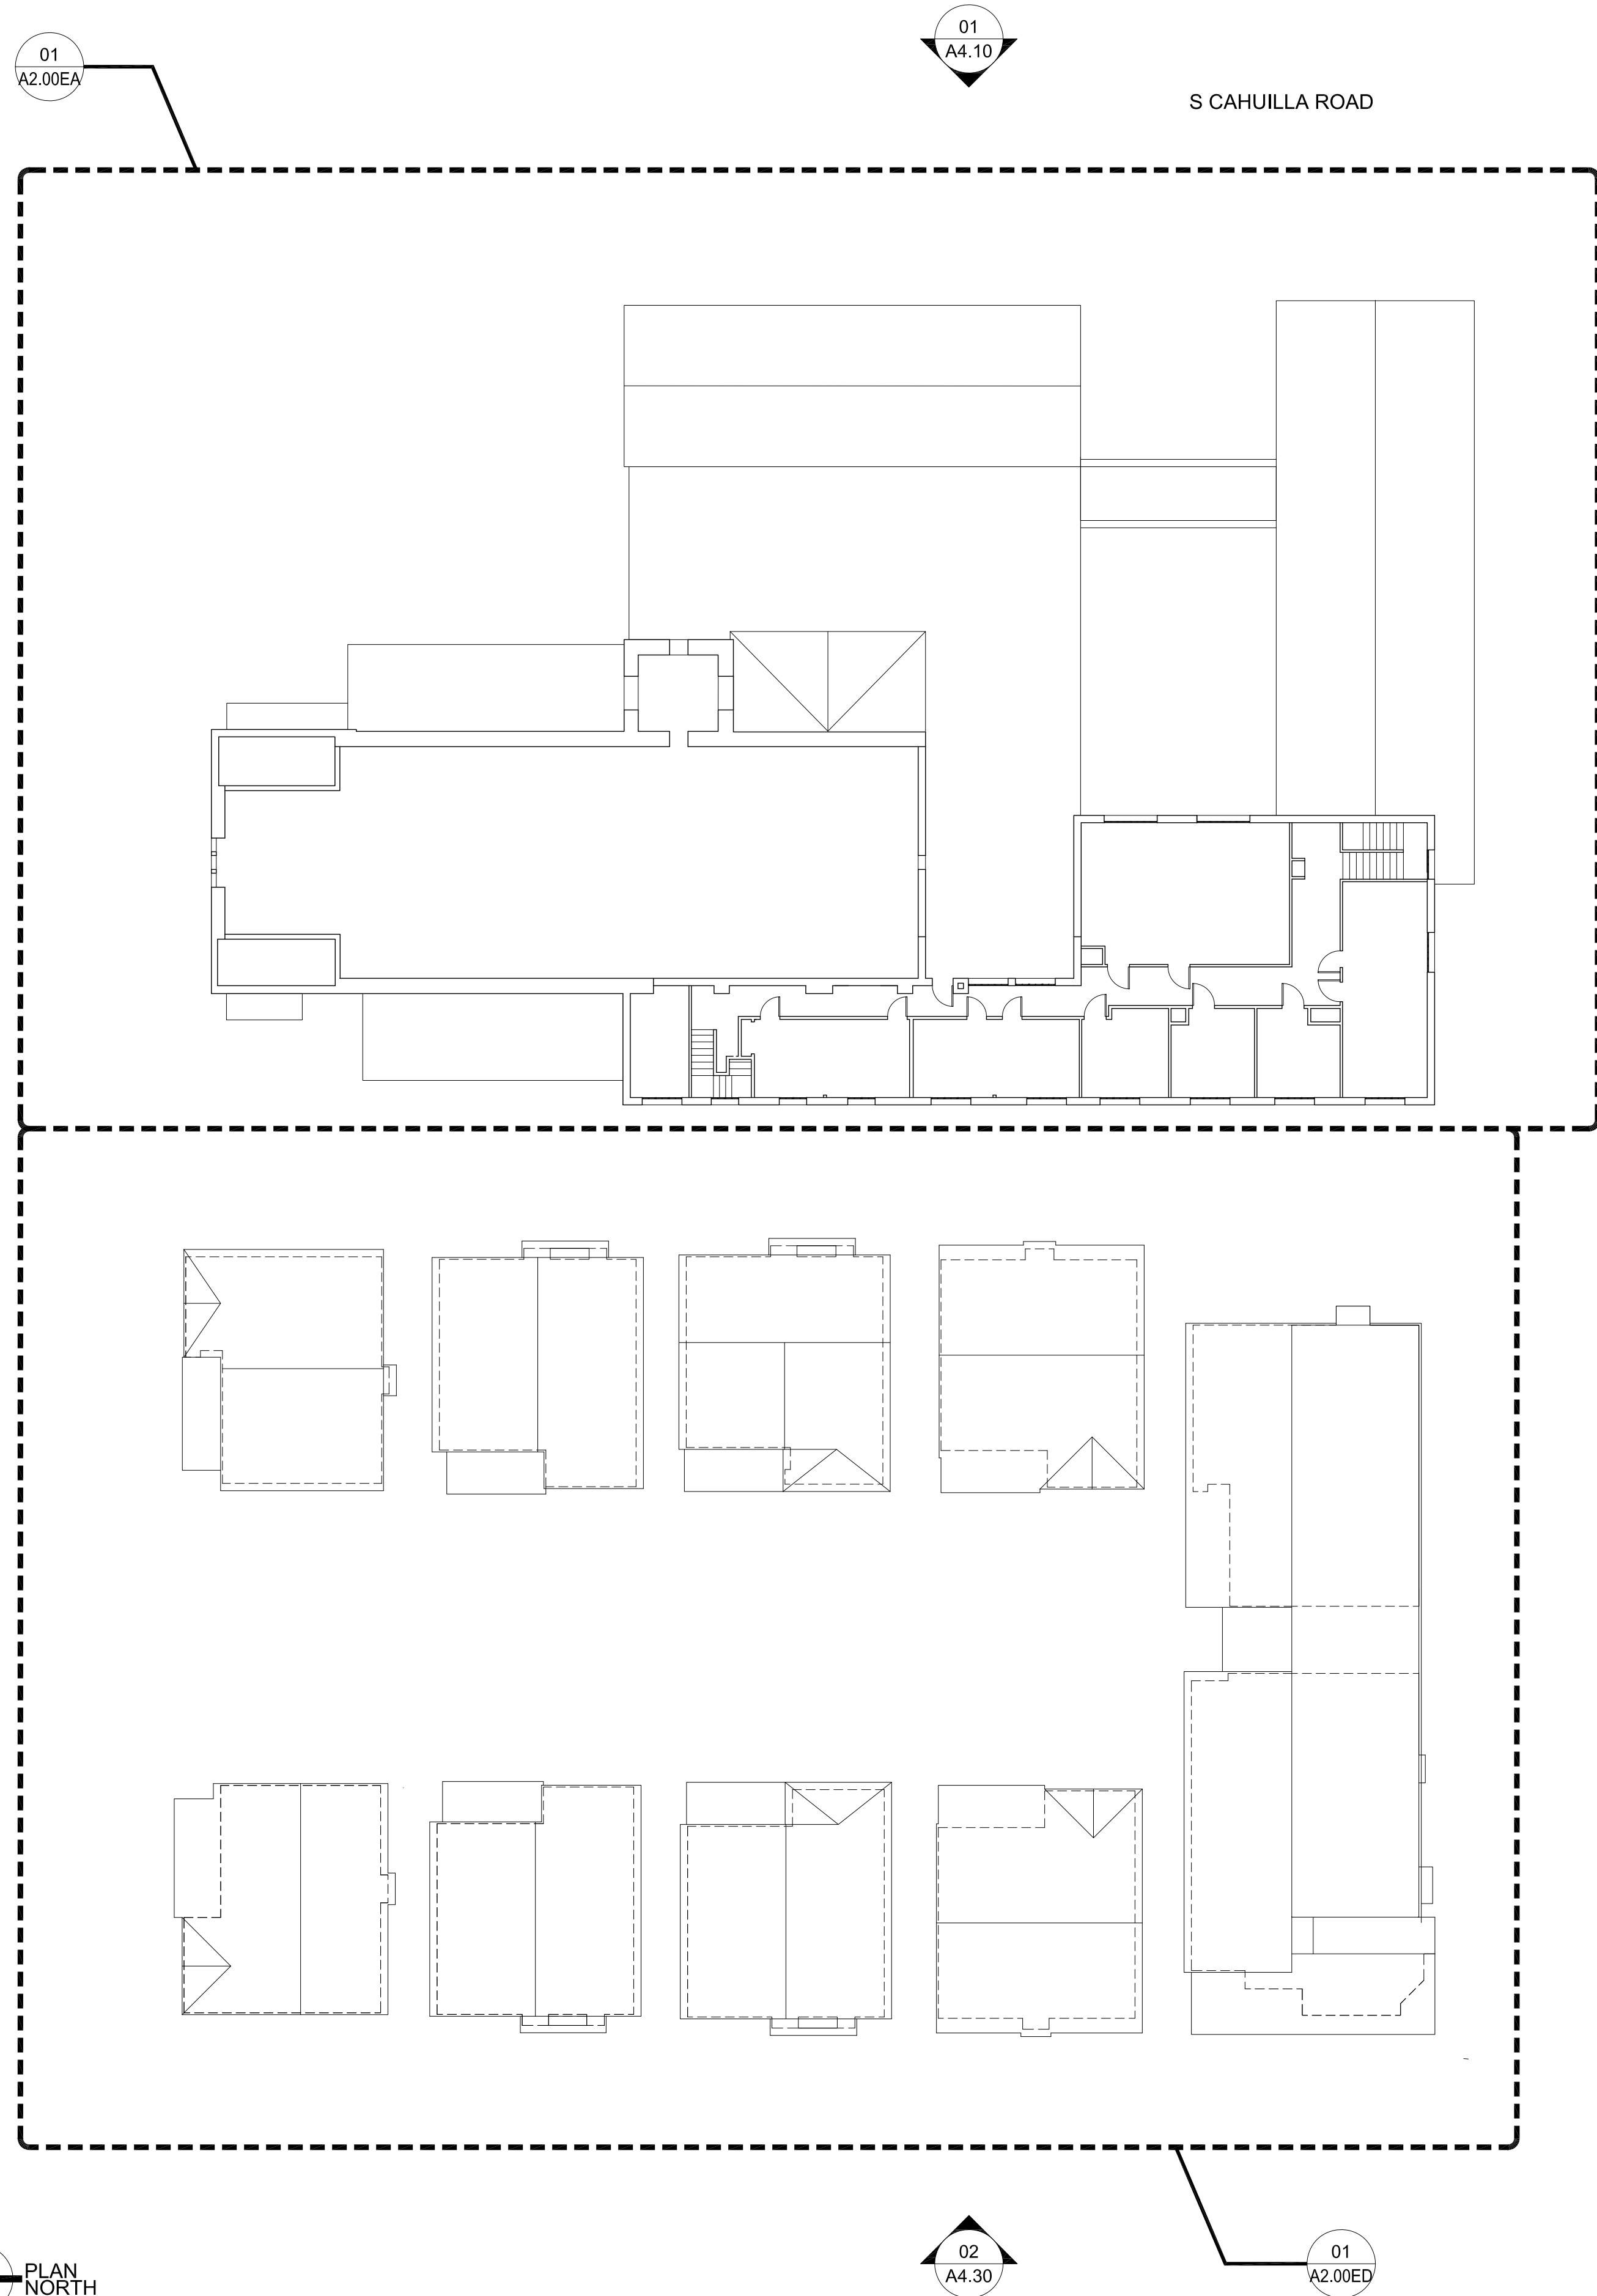 01
A4.10
01
A2.00EA
S CAHUILLA ROAD
02
A4.30
01
A2.00ED
PLAN
NORTH